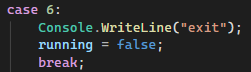 case 6:
    Console.WriteLine("exit");
    running = false;
    break;